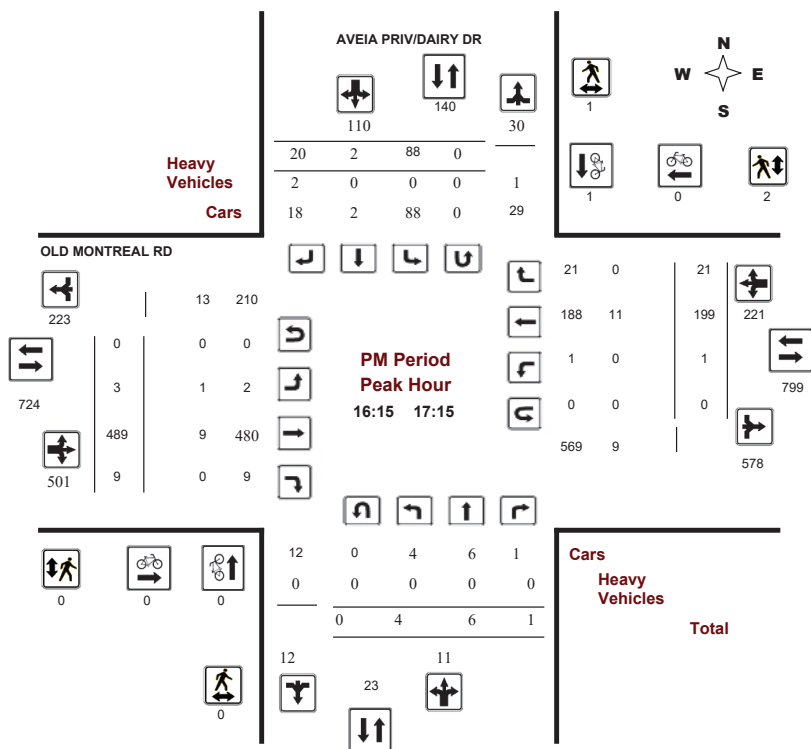 AVEIA PRIV/DAIRY DR
N
W E
S
140
1
110 30
20 2 88 0
Heavy
Vehicles
2 0 0 0 1
Cars
18 2 88 0 29
1 0 2
OLD MONTREAL RD
223
13 210
21 0 21
221
0 0 0
188 11 199
724
3 1 2
PM Period
Peak Hour
16:15 17:15
1 0 1
799
489 9 480
0 0 0
501
9 0 9
569 9
578
12 0 4 6 1
Cars
0 0 0 0 0
Heavy
Vehicles
0 0 0
0 4 6 1
Total
12 23 11
0